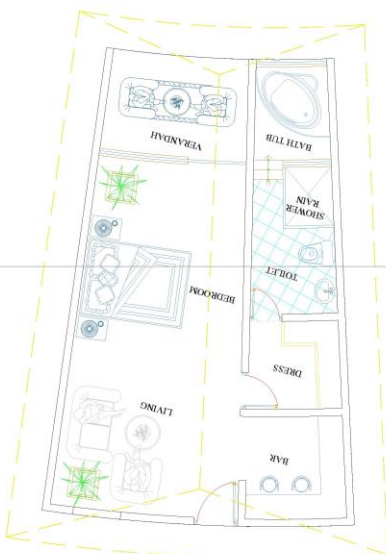 BAR
LIVING
DRESS
BEDROOM
TOILET
SHOWER
RAIN
BATH TUB
VERANDAH